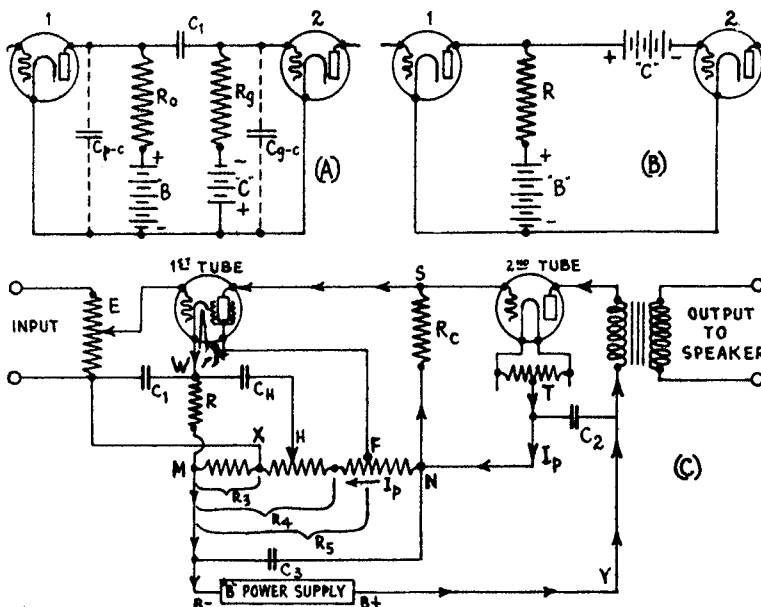 1
C1
2
Ro
Rg
Cp-c
Cg-c
+
"B
-
-
"C"
+
(A)
1
2
+ "C" -
R
+
"B"
-
(B)
1ST TUBE
S
2ND TUBE
E
INPUT
RC
OUTPUT
TO
SPEAKER
W
C1
R
CH
T
C2
X
H
F
M
N
IP
IP
R3
R4
R5
(C)
C3
Y
B-
"B" POWER SUPPLY
B+